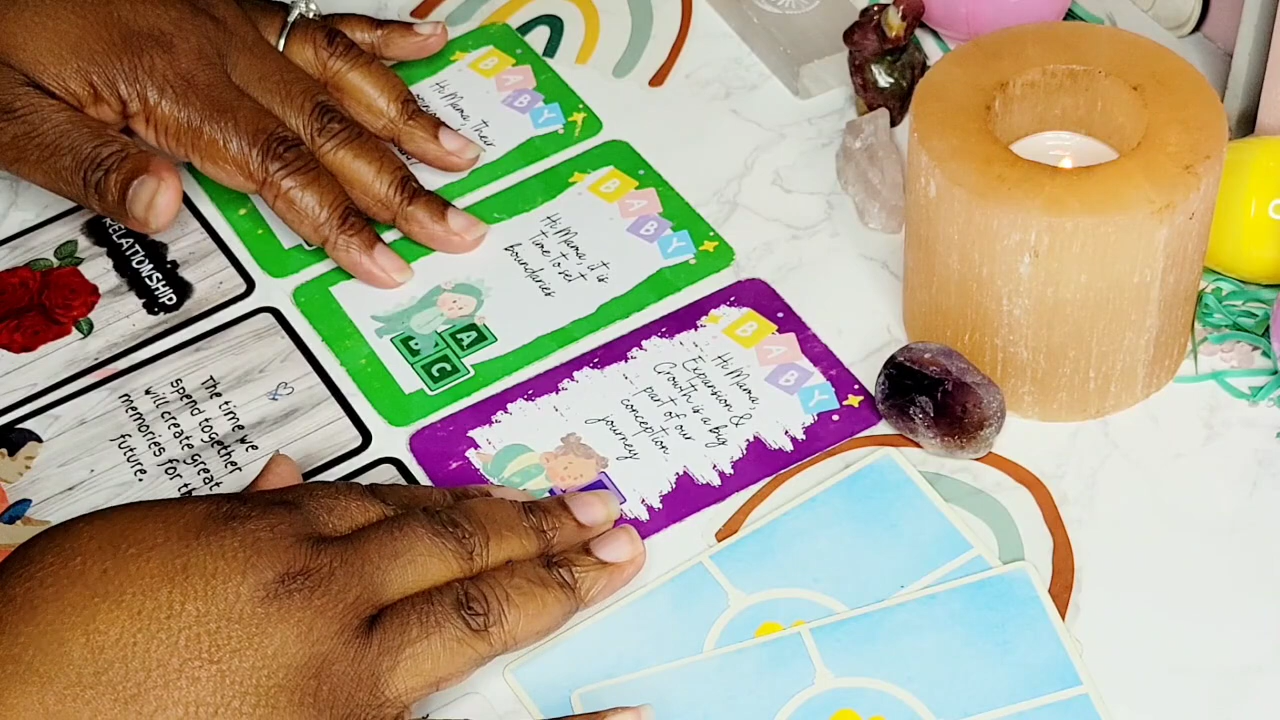 BABY
Hi Mama, their
BABY
Hi Mama, it is
time to set
boundaries
A
B C
BABY
Hi Mama,
Expansion &
Growth is a big
part of our
conception
journey
RELATIONSHIP
The time we
spend together
will create great
memories for th
future.